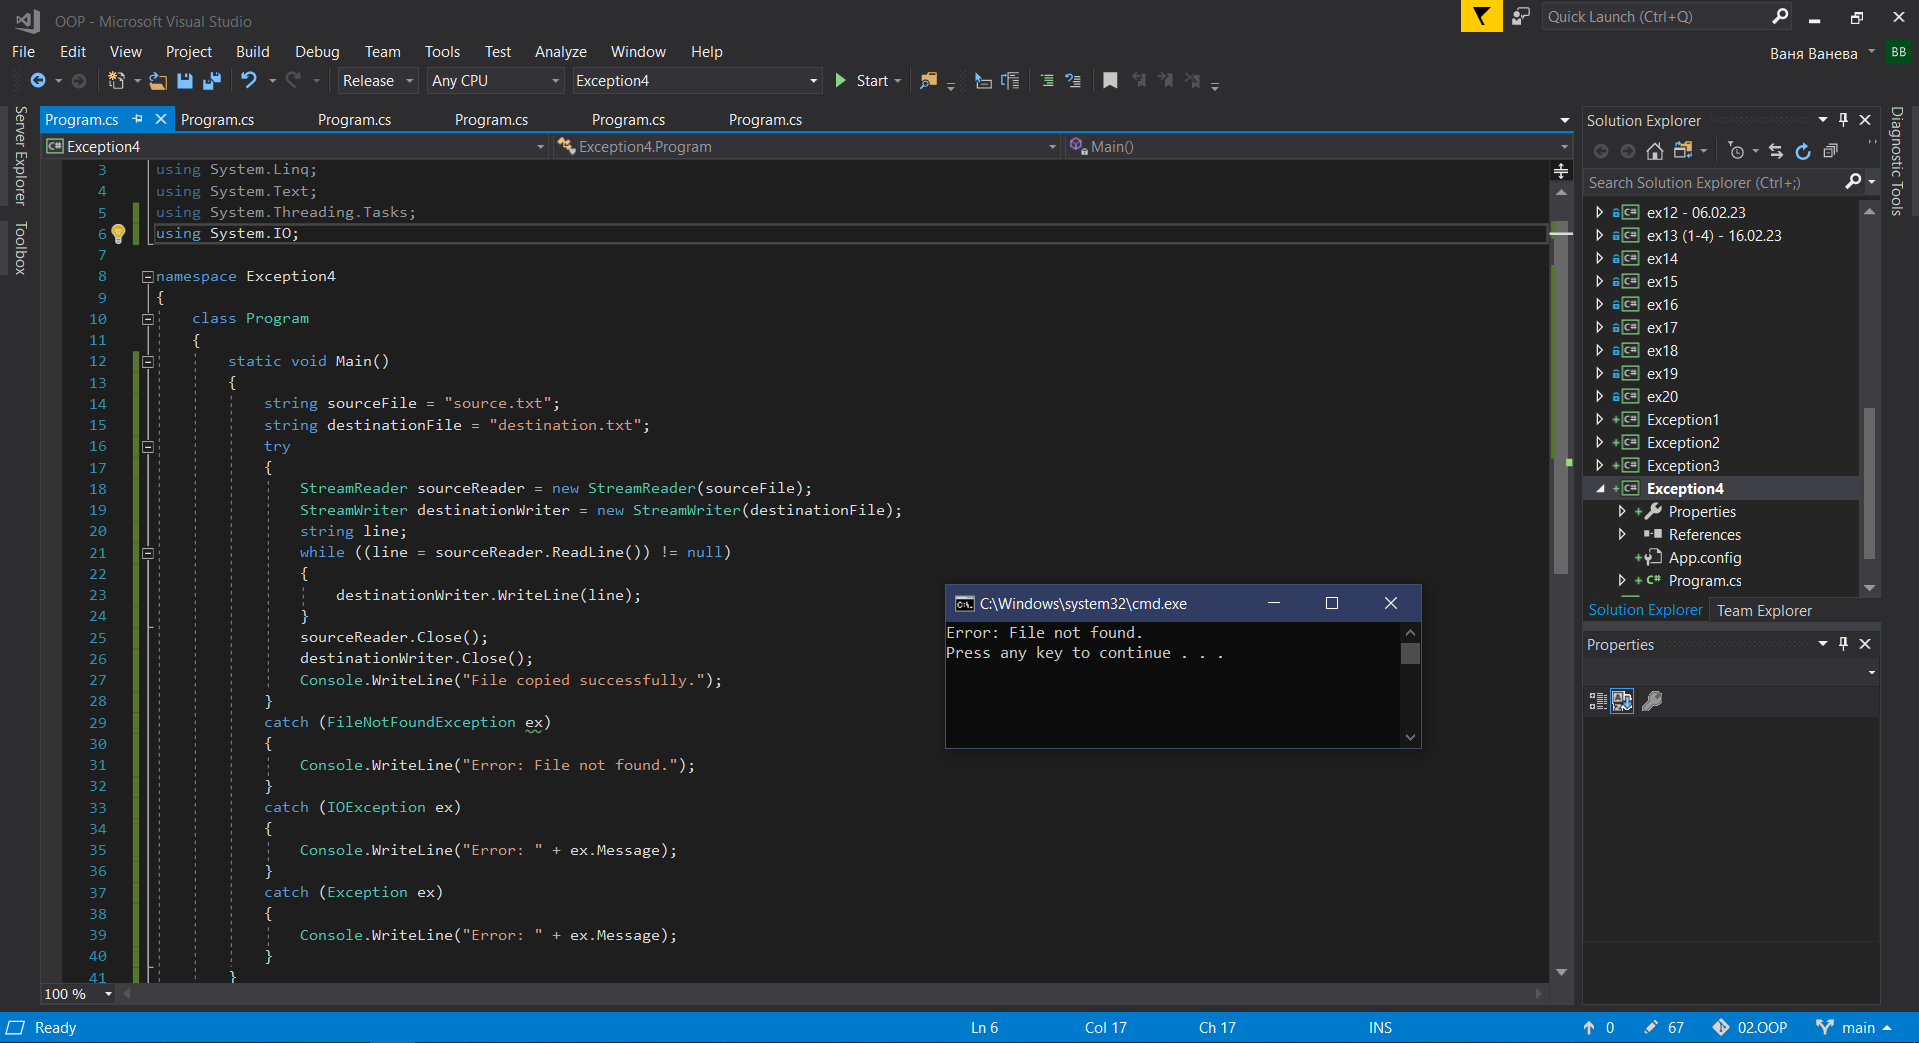 OOP - Microsoft Visual Studio
Quick Launch (Ctrl+Q)
File Edit View Project Build Debug Team Tools Test Analyze Window Help
Ваня Ванева
ВВ
Release Any CPU Exception4 Start
Server Explorer
Toolbox
Program.cs Program.cs Program.cs Program.cs Program.cs Program.cs
C# Exception4 Exception4.Program Main()
3 using System.Linq;
4 using System.Text;
5 using System.Threading.Tasks;
6 using System.IO;
7
8 namespace Exception4
9 {
10 class Program
11 {
12 static void Main()
13 {
14 string sourceFile = "source.txt";
15 string destinationFile = "destination.txt";
16 try
17 {
18 StreamReader sourceReader = new StreamReader(sourceFile);
19 StreamWriter destinationWriter = new StreamWriter(destinationFile);
20 string line;
21 while ((line = sourceReader.ReadLine()) != null)
22 {
23 destinationWriter.WriteLine(line);
24 }
25 sourceReader.Close();
26 destinationWriter.Close();
27 Console.WriteLine("File copied successfully.");
28 }
29 catch (FileNotFoundException ex)
30 {
31 Console.WriteLine("Error: File not found.");
32 }
33 catch (IOException ex)
34 {
35 Console.WriteLine("Error: " + ex.Message);
36 }
37 catch (Exception ex)
38 {
39 Console.WriteLine("Error: " + ex.Message);
40 }
41 }
100 %
C:\Windows\system32\cmd.exe
Error: File not found.
Press any key to continue . . .
Solution Explorer
Search Solution Explorer (Ctrl+;)
C# ex12 - 06.02.23
C# ex13 (1-4) - 16.02.23
C# ex14
C# ex15
C# ex16
C# ex17
C# ex18
C# ex19
C# ex20
C# Exception1
C# Exception2
C# Exception3
C# Exception4
Properties
References
App.config
C# Program.cs
Solution Explorer Team Explorer
Properties
Diagnostic Tools
Ready Ln 6 Col 17 Ch 17 INS 0 67 02.OOP main